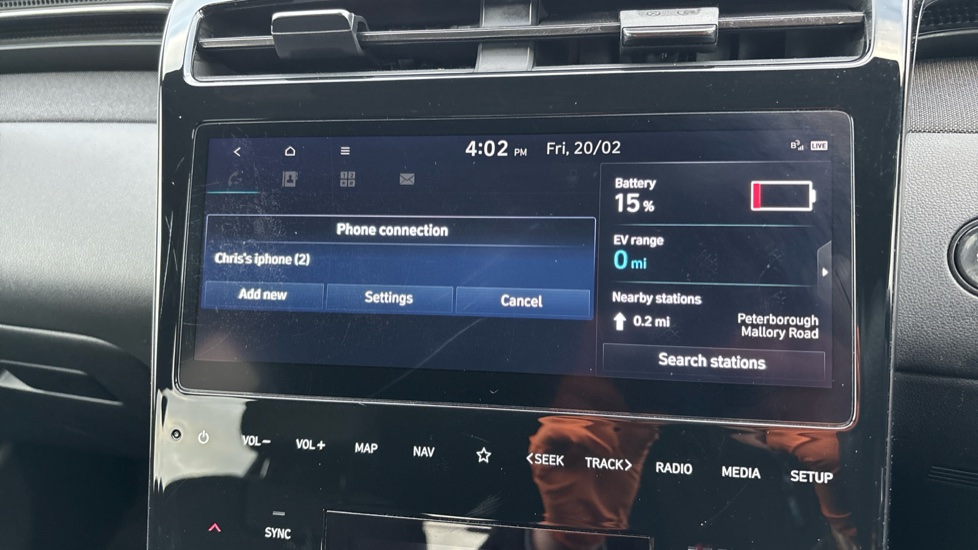 4:02 PM Fri, 20/02
LIVE
Phone connection
Chris's iphone (2)
Add new Settings Cancel
Battery
15 %
EV range
0 mi
Nearby stations
0.2 mi
Peterborough
Mallory Road
Search stations
VOL− VOL+ MAP NAV <SEEK TRACK> RADIO MEDIA SETUP
SYNC